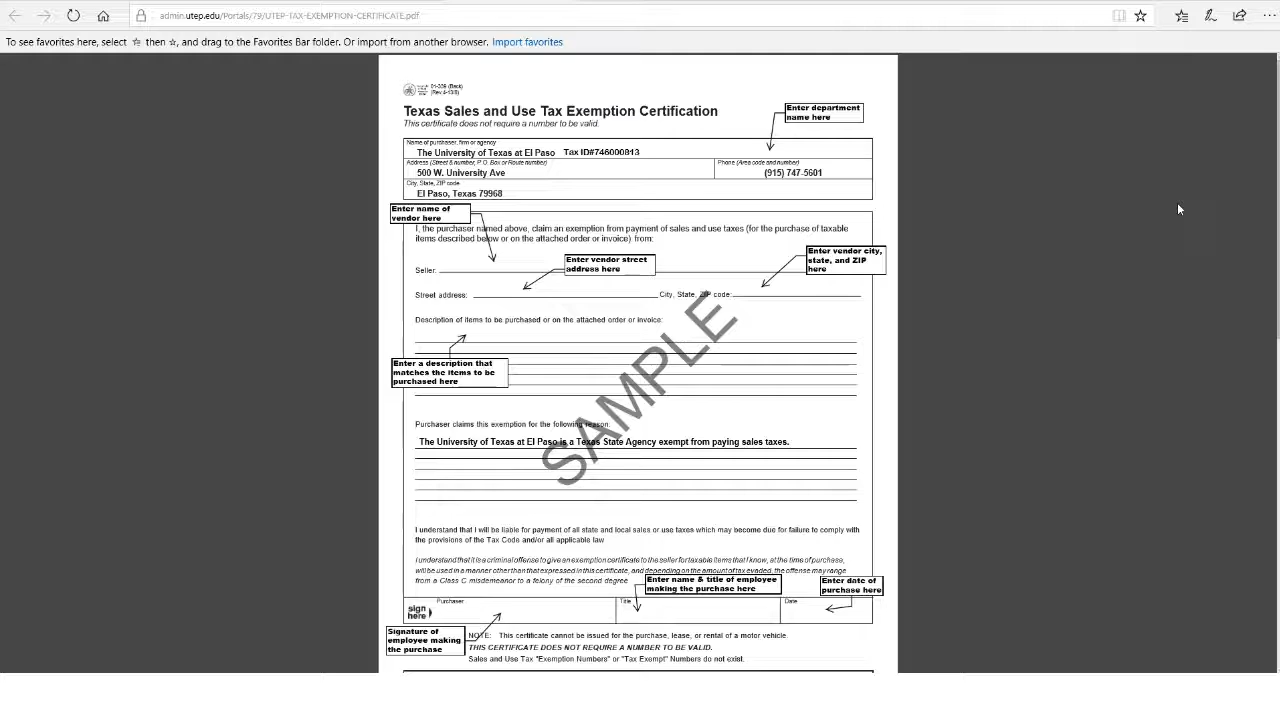 admin.utep.edu/Portals/79/UTEP-TAX-EXEMPTION-CERTIFICATE.pdf
To see favorites here, select then ☆, and drag to the Favorites Bar folder. Or import from another browser. Import favorites
01-339 (Back)
(Rev.4-13/8)
Texas Sales and Use Tax Exemption Certification
This certificate does not require a number to be valid.
Enter department
name here
Name of purchaser, firm or agency
The University of Texas at El Paso Tax ID#746000813
Address (Street & number, P.O. Box or Route number)
Phone (Area code and number)
500 W. University Ave
(915) 747-5601
City, State, ZIP code
El Paso, Texas 79968
Enter name of
vendor here
I, the purchaser named above, claim an exemption from payment of sales and use taxes (for the purchase of taxable
items described below or on the attached order or invoice) from:
Enter vendor street
address here
Enter vendor city,
state, and ZIP
here
Seller:
Street address:
City, State, ZIP code:
Description of items to be purchased or on the attached order or invoice:
Enter a description that
matches the items to be
purchased here
SAMPLE
Purchaser claims this exemption for the following reason:
The University of Texas at El Paso is a Texas State Agency exempt from paying sales taxes.
I understand that I will be liable for payment of all state and local sales or use taxes which may become due for failure to comply with
the provisions of the Tax Code and/or all applicable law
I understand that it is a criminal offense to give an exemption certificate to the seller for taxable items that I know, at the time of purchase,
will be used in a manner other than that expressed in this certificate, and depending on the amount of tax evaded, the offense may range
from a Class C misdemeanor to a felony of the second degree
Enter name & title of employee
making the purchase here
Enter date of
purchase here
sign
here
Purchaser
Title
Date
Signature of
employee making
the purchase
NOTE: This certificate cannot be issued for the purchase, lease, or rental of a motor vehicle.
THIS CERTIFICATE DOES NOT REQUIRE A NUMBER TO BE VALID.
Sales and Use Tax "Exemption Numbers" or "Tax Exempt" Numbers do not exist.